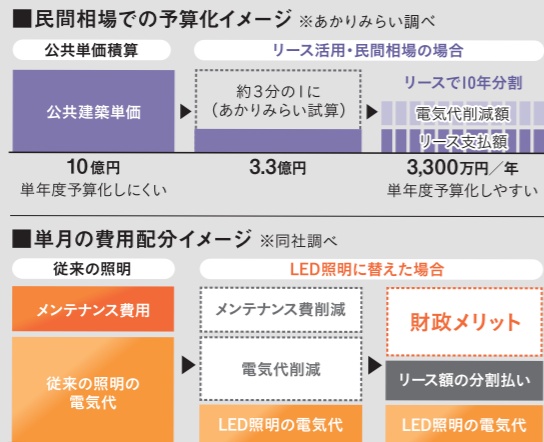 ■民間相場での予算化イメージ ※あかりみらい調べ
公共単価積算
リース活用・民間相場の場合
公共建築単価
約3分の1に
(あかりみらい試算)
リースで10年分割
電気代削減額
リース支払額
10億円
単年度予算化しにくい
3.3億円
3,300万円/年
単年度予算化しやすい
■単月の費用配分イメージ ※同社調べ
従来の照明
LED照明に替えた場合
メンテナンス費用
従来の照明の
電気代
メンテナンス費削減
電気代削減
LED照明の電気代
財政メリット
リース額の分割払い
LED照明の電気代